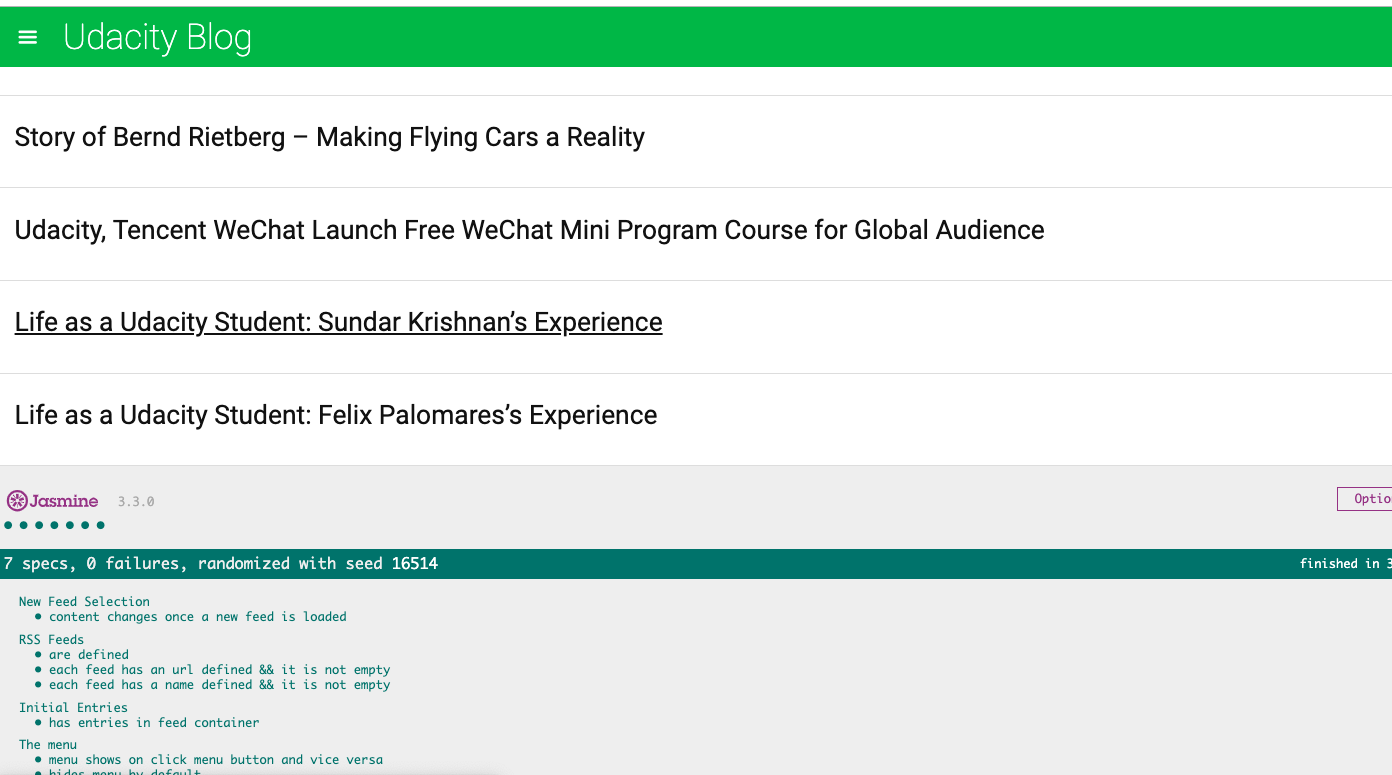 Udacity Blog
Story of Bernd Rietberg – Making Flying Cars a Reality
Udacity, Tencent WeChat Launch Free WeChat Mini Program Course for Global Audience
Life as a Udacity Student: Sundar Krishnan’s Experience
Life as a Udacity Student: Felix Palomares’s Experience
Jasmine 3.3.0 Optio
7 specs, 0 failures, randomized with seed 16514 finished in 3
New Feed Selection
• content changes once a new feed is loaded
RSS Feeds
• are defined
• each feed has an url defined && it is not empty
• each feed has a name defined && it is not empty
Initial Entries
• has entries in feed container
The menu
• menu shows on click menu button and vice versa
• hides menu by default